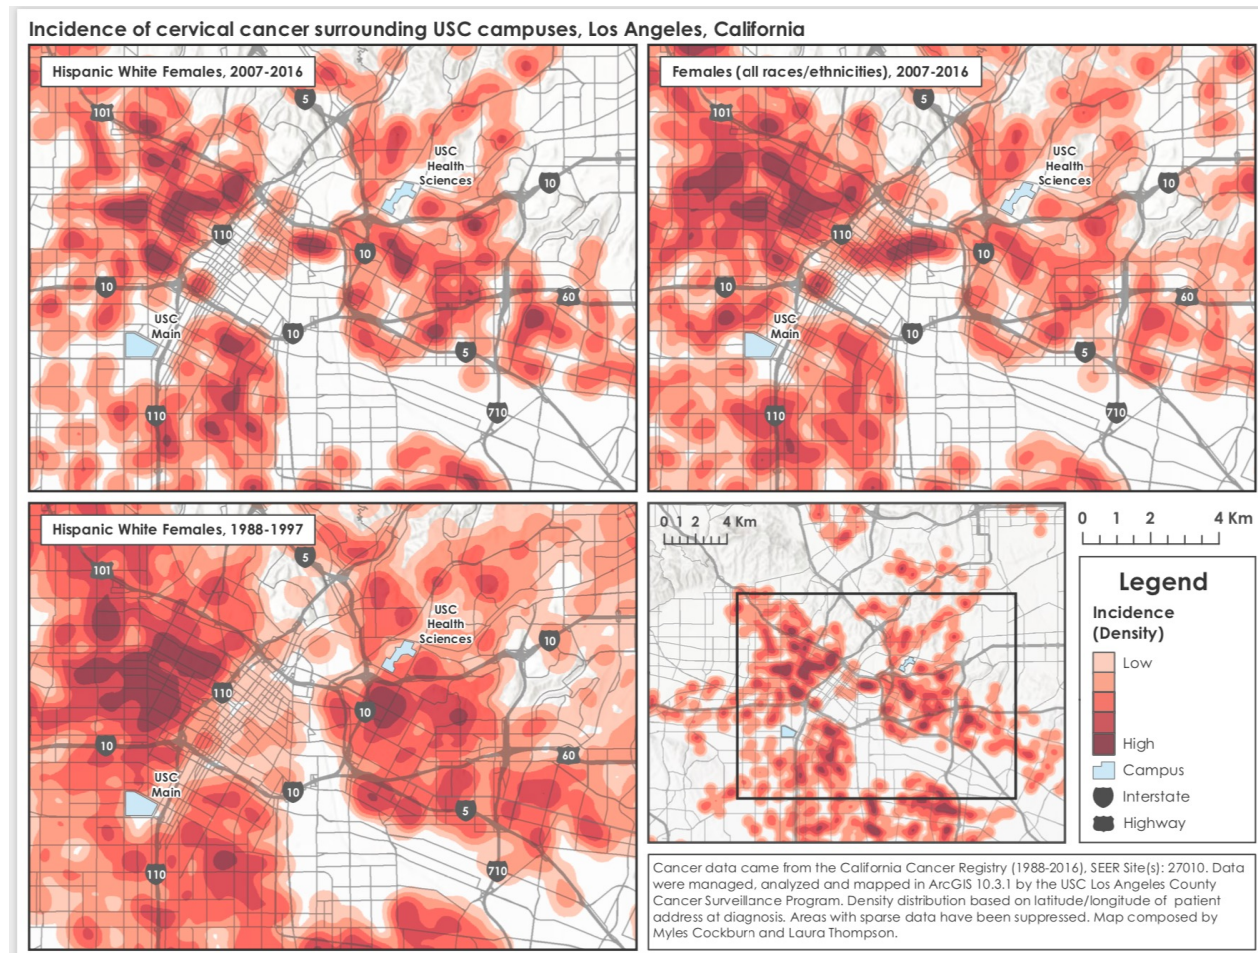 Incidence of cervical cancer surrounding USC campuses, Los Angeles, California
Hispanic White Females, 2007-2016
101
5
USC
Health
Sciences
10
110
10
10
60
USC
Main
10
5
110
710
Females (all races/ethnicities), 2007-2016
101
5
USC
Health
Sciences
10
110
10
10
60
USC
Main
10
5
110
710
Hispanic White Females, 1988-1997
101
5
USC
Health
Sciences
10
110
10
10
60
USC
Main
10
5
110
710
0 1 2 4 Km
0 1 2 4 Km
Legend
Incidence
(Density)
Low
High
Campus
Interstate
Highway
Cancer data came from the California Cancer Registry (1988-2016), SEER Site(s): 27010. Data
were managed, analyzed and mapped in ArcGIS 10.3.1 by the USC Los Angeles County
Cancer Surveillance Program. Density distribution based on latitude/longitude of patient
address at diagnosis. Areas with sparse data have been suppressed. Map composed by
Myles Cockburn and Laura Thompson.